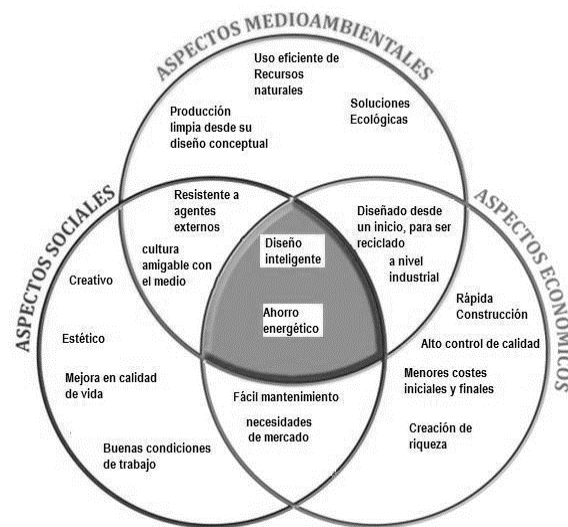 ASPECTOS MEDIOAMBIENTALES
Uso eficiente de
Recursos
naturales
Soluciones
Ecológicas
Producción
limpia desde su
diseño conceptual
ASPECTOS SOCIALES
ASPECTOS ECONÓMICOS
Resistente a
agentes
externos
cultura
amigable con
el medio
Diseño
inteligente
Ahorro
energético
Diseñado desde
un inicio, para ser
reciclado
a nivel
industrial
Creativo
Estético
Mejora en calidad
de vida
Buenas condiciones
de trabajo
Fácil mantenimiento
necesidades
de mercado
Rápida
Construcción
Alto control de calidad
Menores costes
iniciales y finales
Creación de
riqueza